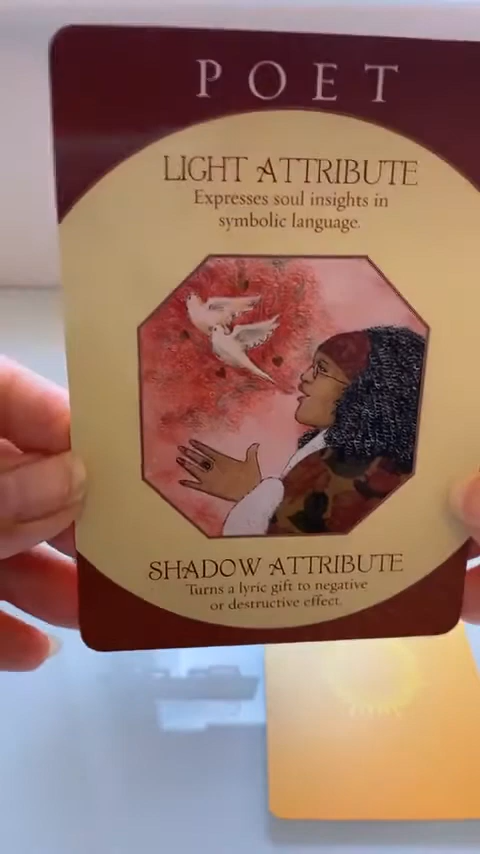 POET
LIGHT ATTRIBUTE
Expresses soul insights in
symbolic language.
SHADOW ATTRIBUTE
Turns a lyric gift to negative
or destructive effect.